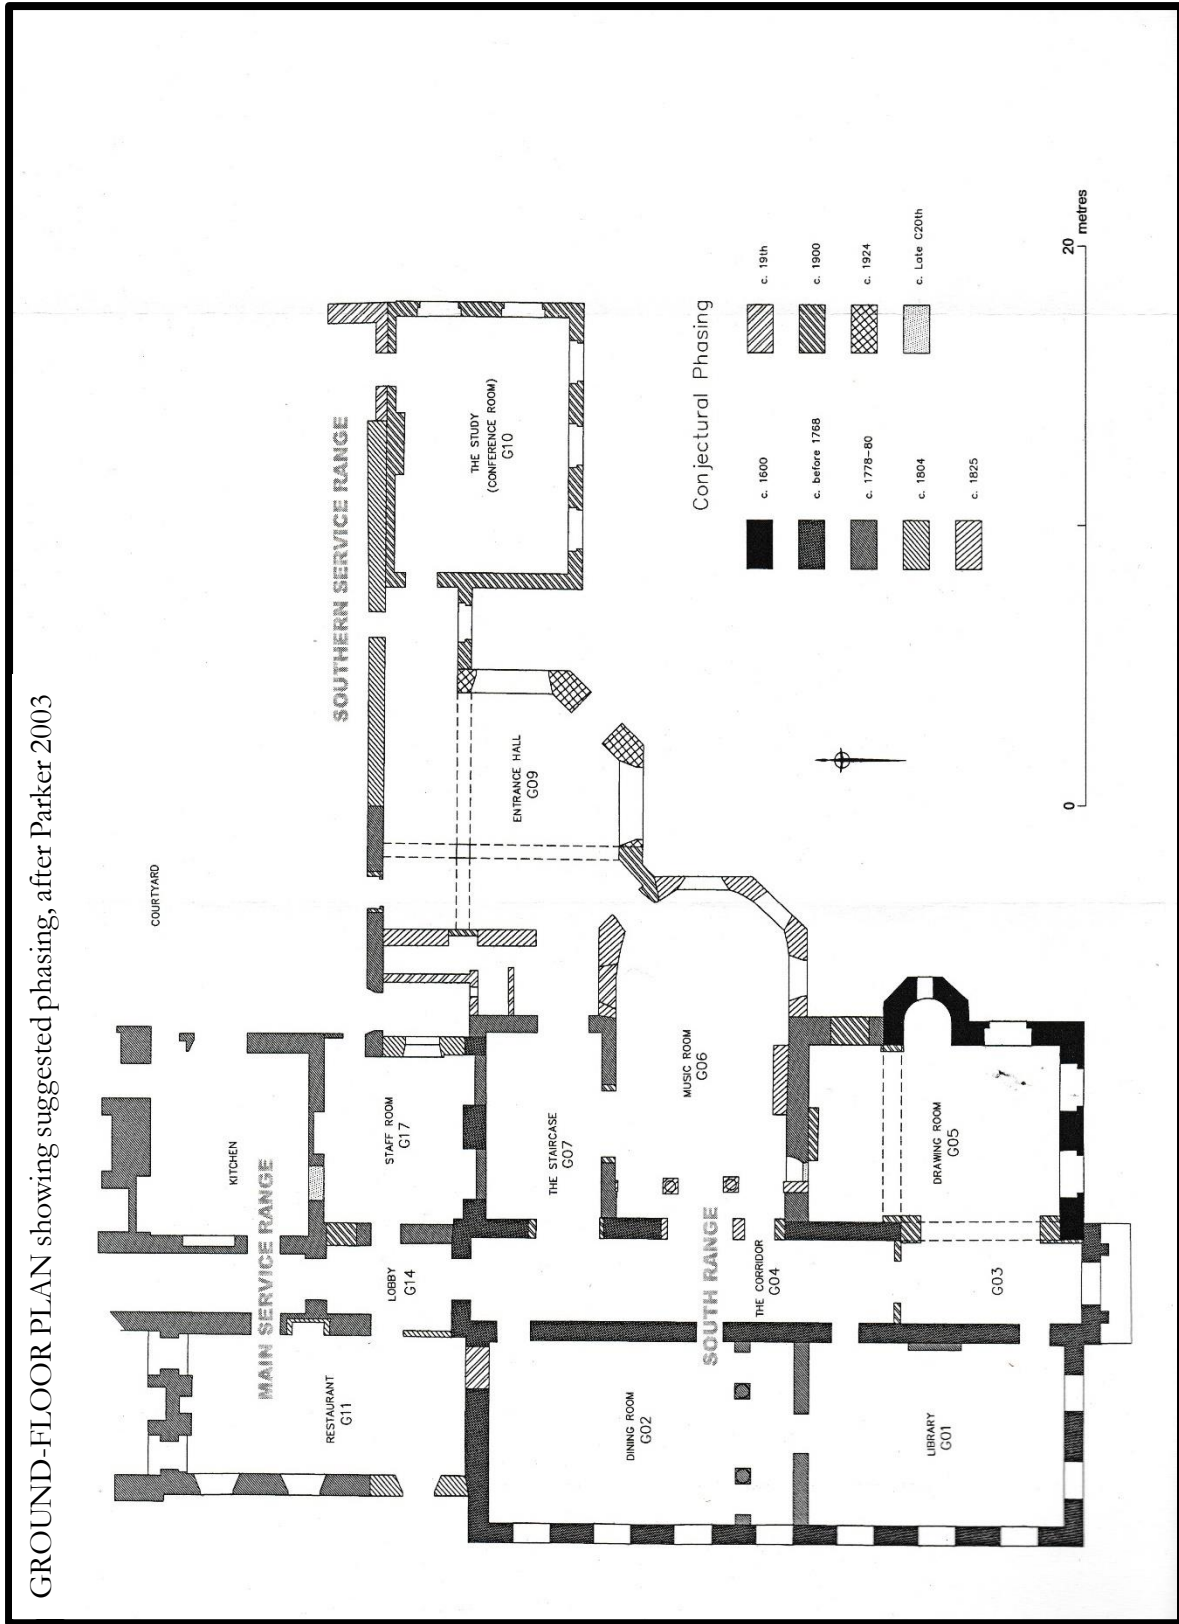 GROUND-FLOOR PLAN showing suggested phasing, after Parker 2003
COURTYARD
KITCHEN
MAIN SERVICE RANGE
SOUTHERN SERVICE RANGE
RESTAURANT
G11
LOBBY
G14
STAFF ROOM
G17
THE STUDY
(CONFERENCE ROOM)
G10
ENTRANCE HALL
G09
THE STAIRCASE
G07
DINING ROOM
G02
MUSIC ROOM
G06
SOUTH RANGE
THE CORRIDOR
G04
LIBRARY
G01
G03
DRAWING ROOM
G05
Conjectural Phasing
c. 1600
c. before 1768
c. 1778-80
c. 1804
c. 1825
c. 19th
c. 1900
c. 1924
c. Late C20th
0
20
metres